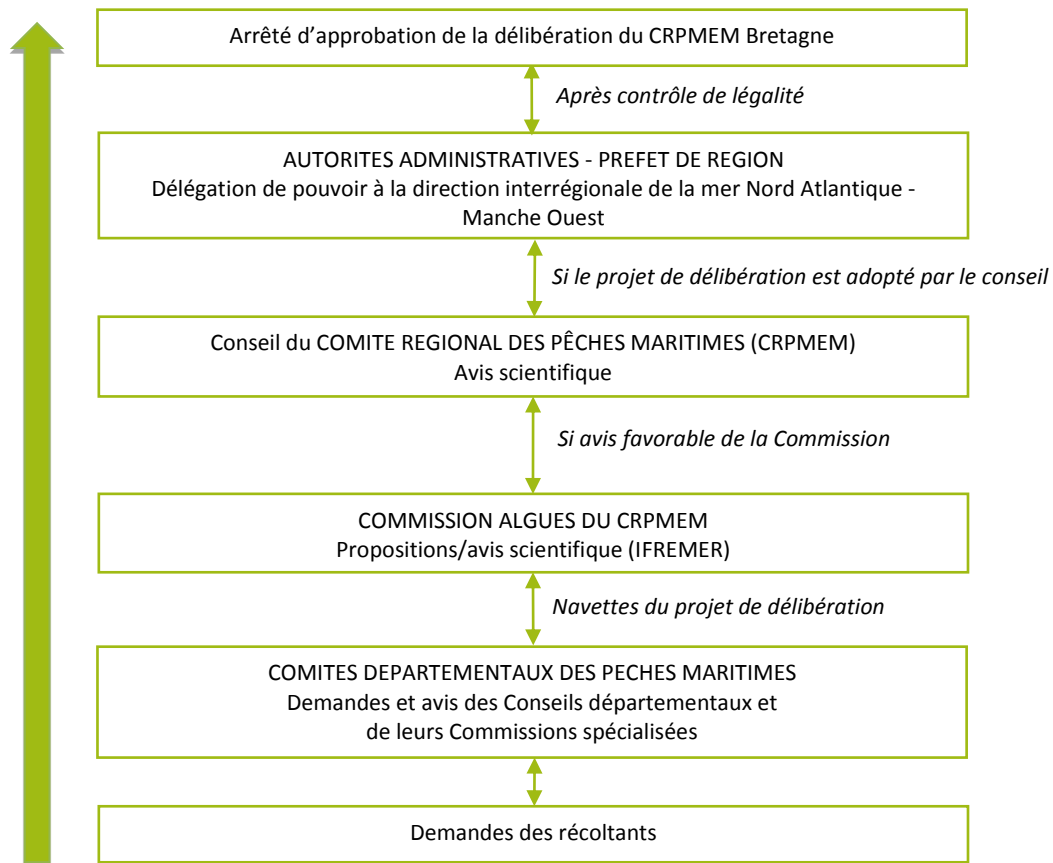 Arrêté d’approbation de la délibération du CRPMEM Bretagne
Après contrôle de légalité
AUTORITES ADMINISTRATIVES - PREFET DE REGION
Délégation de pouvoir à la direction interrégionale de la mer Nord Atlantique -
Manche Ouest
Si le projet de délibération est adopté par le conseil
Conseil du COMITE REGIONAL DES PÊCHES MARITIMES (CRPMEM)
Avis scientifique
Si avis favorable de la Commission
COMMISSION ALGUES DU CRPMEM
Propositions/avis scientifique (IFREMER)
Navettes du projet de délibération
COMITES DEPARTEMENTAUX DES PECHES MARITIMES
Demandes et avis des Conseils départementaux et
de leurs Commissions spécialisées
Demandes des récoltants